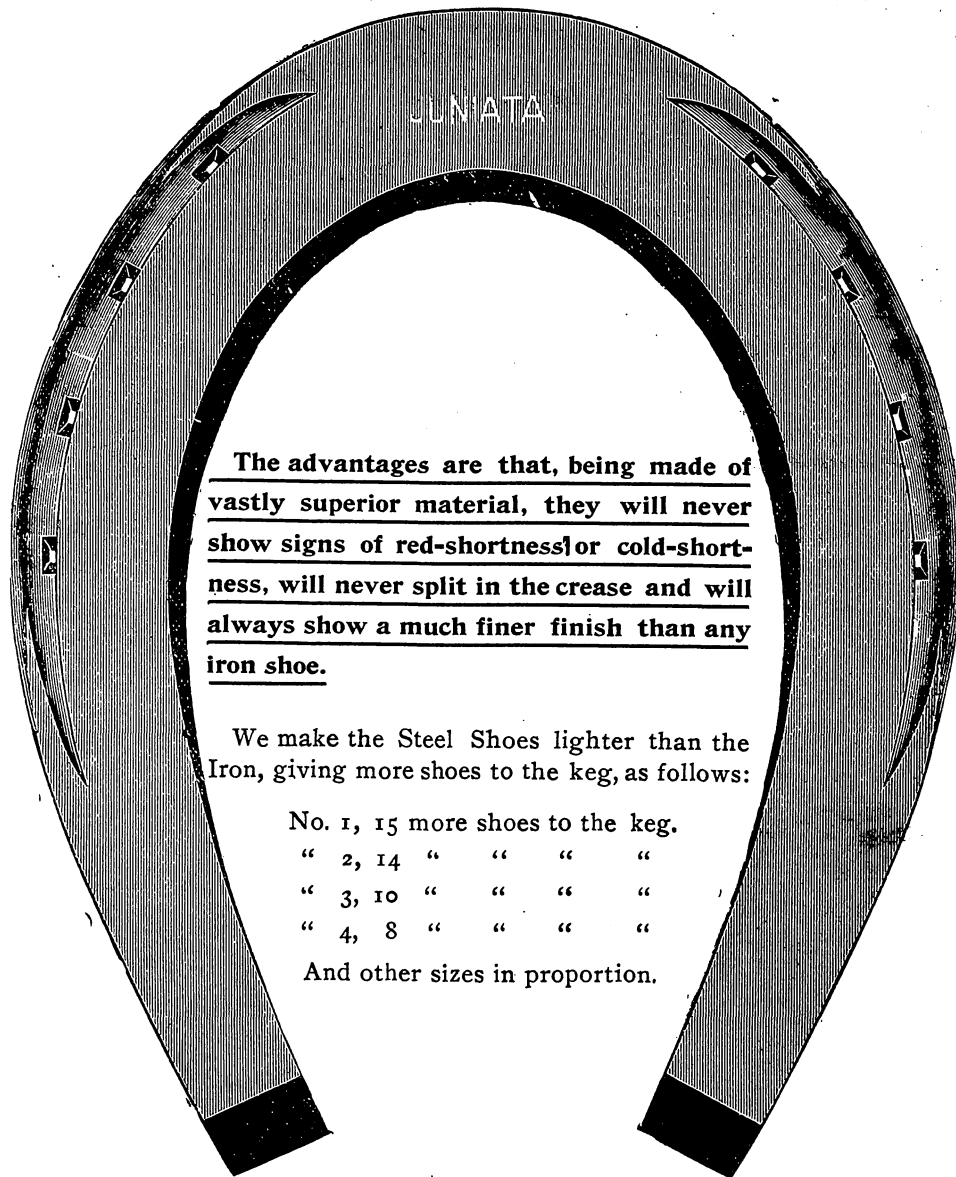 JUNIATA
The advantages are that, being made of
vastly superior material, they will never
show signs of red-shortness or cold-short-
ness, will never split in the crease and will
always show a much finer finish than any
iron shoe.
We make the Steel Shoes lighter than the
Iron, giving more shoes to the keg, as follows:
No. 1, 15 more shoes to the keg.
“ 2, 14 “ “ “ “
“ 3, 10 “ “ “ “
“ 4, 8 “ “ “ “
And other sizes in proportion.